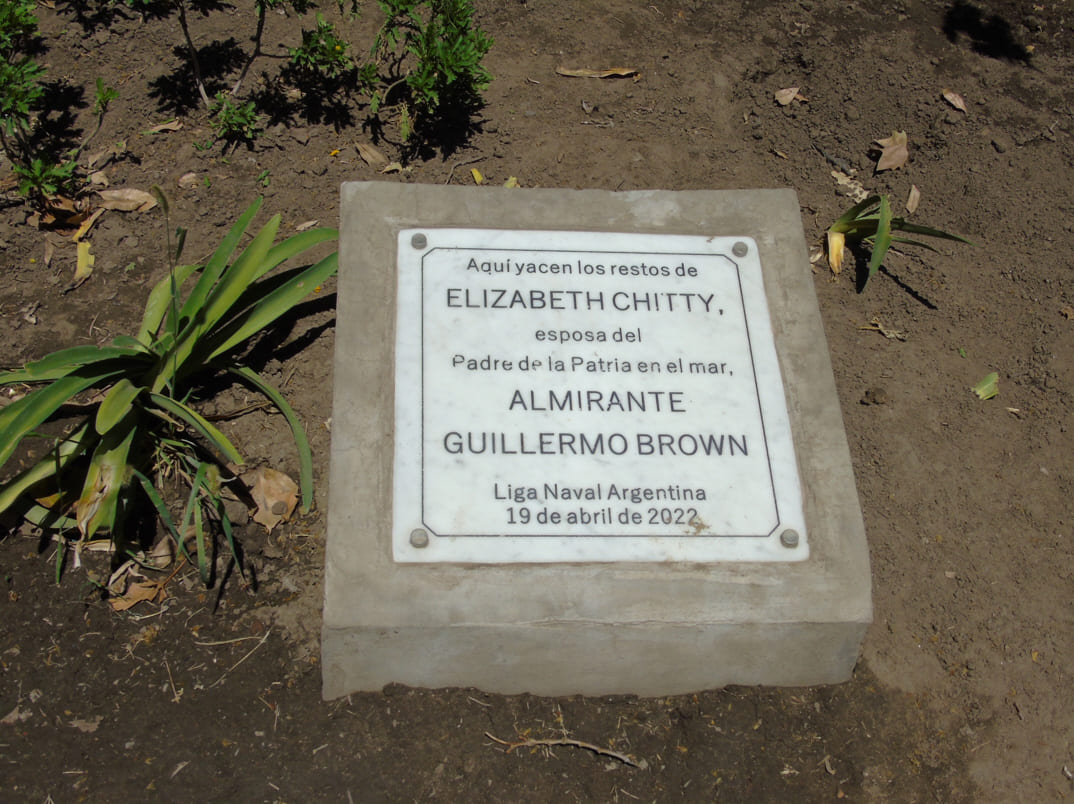 Aquí yacen los restos de
ELIZABETH CHITTY,
esposa del
Padre de la Patria en el mar,
ALMIRANTE
GUILLERMO BROWN
Liga Naval Argentina
19 de abril de 2022